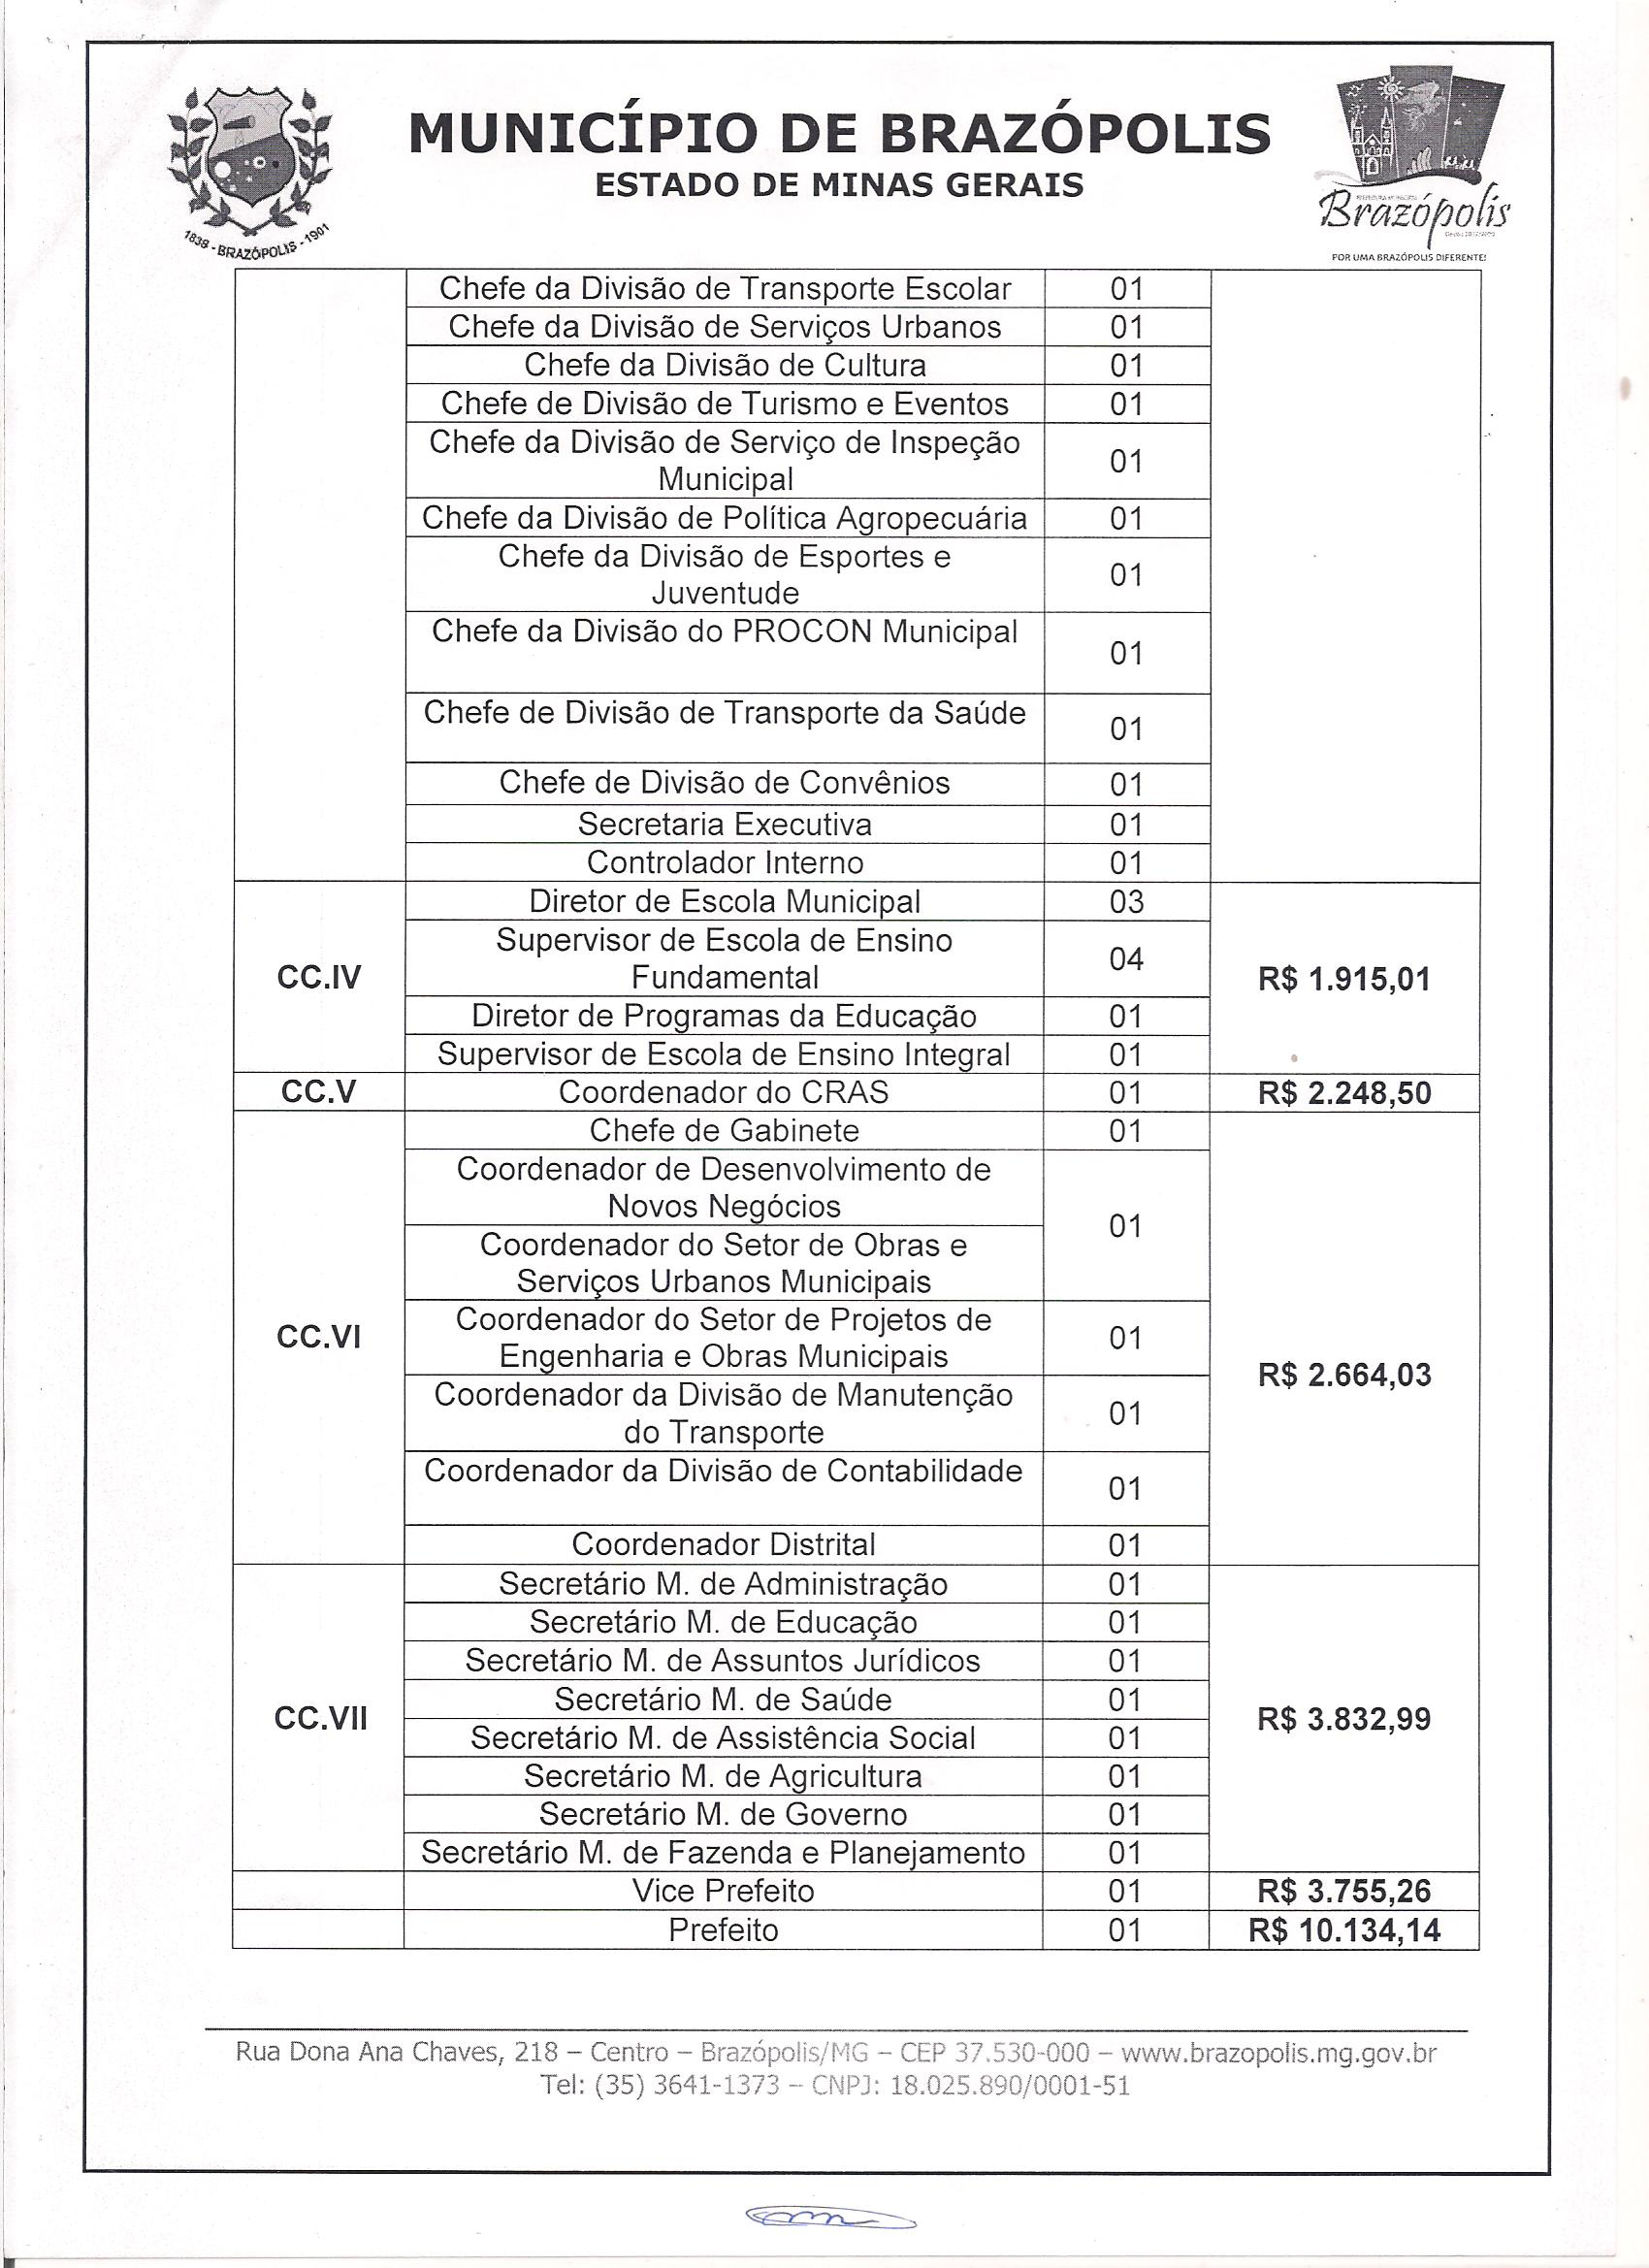 MUNICÍPIO DE BRAZÓPOLIS
ESTADO DE MINAS GERAIS
1838 - BRAZÓPOLIS - 1901
Brazópolis
POR UMA BRAZÓPOLIS DIFERENTE!
Chefe da Divisão de Transporte Escolar 01
Chefe da Divisão de Serviços Urbanos 01
Chefe da Divisão de Cultura 01
Chefe de Divisão de Turismo e Eventos 01
Chefe da Divisão de Serviço de Inspeção
Municipal 01
Chefe da Divisão de Política Agropecuária 01
Chefe da Divisão de Esportes e
Juventude 01
Chefe da Divisão do PROCON Municipal 01
Chefe de Divisão de Transporte da Saúde 01
Chefe de Divisão de Convênios 01
Secretaria Executiva 01
Controlador Interno 01
CC.IV
Diretor de Escola Municipal 03
Supervisor de Escola de Ensino
Fundamental 04
R$ 1.915,01
Diretor de Programas da Educação 01
Supervisor de Escola de Ensino Integral 01
CC.V Coordenador do CRAS 01 R$ 2.248,50
CC.VI
Chefe de Gabinete 01
Coordenador de Desenvolvimento de
Novos Negócios
01
Coordenador do Setor de Obras e
Serviços Urbanos Municipais
Coordenador do Setor de Projetos de
Engenharia e Obras Municipais 01
R$ 2.664,03
Coordenador da Divisão de Manutenção
do Transporte 01
Coordenador da Divisão de Contabilidade 01
Coordenador Distrital 01
CC.VII
Secretário M. de Administração 01
Secretário M. de Educação 01
Secretário M. de Assuntos Jurídicos 01
Secretário M. de Saúde 01
R$ 3.832,99
Secretário M. de Assistência Social 01
Secretário M. de Agricultura 01
Secretário M. de Governo 01
Secretário M. de Fazenda e Planejamento 01
Vice Prefeito 01 R$ 3.755,26
Prefeito 01 R$ 10.134,14
Rua Dona Ana Chaves, 218 – Centro – Brazópolis/MG – CEP 37.530-000 – www.brazopolis.mg.gov.br
Tel: (35) 3641-1373 – CNPJ: 18.025.890/0001-51